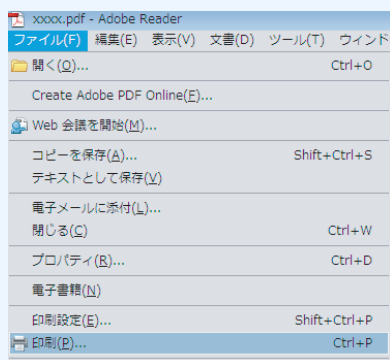 xxxx.pdf - Adobe Reader
ファイル(F) 編集(E) 表示(V) 文書(D) ツール(T) ウィンド
開く(O)... Ctrl+O
Create Adobe PDF Online(F)...
Web 会議を開始(M)...
コピーを保存(A)... Shift+Ctrl+S
テキストとして保存(V)
電子メールに添付(L)...
閉じる(C) Ctrl+W
プロパティ(R)... Ctrl+D
電子書籍(N)
印刷設定(E)... Shift+Ctrl+P
印刷(P)... Ctrl+P